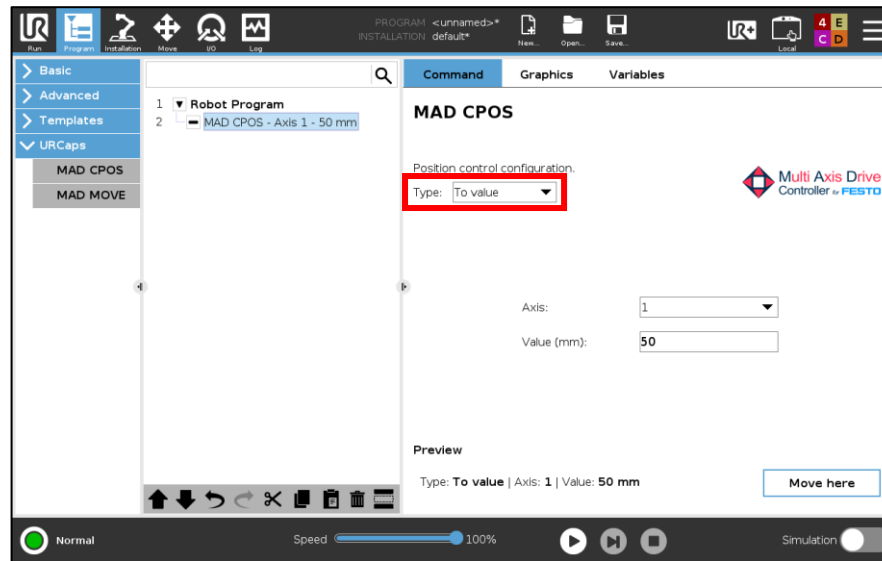 PROGRAM <unnamed>*
INSTALLATION default*
Run
Program
Installation
Move
I/O
Log
New...
Open...
Save...
Local
4 E
C D
Basic
Advanced
Templates
URCaps
MAD CPOS
MAD MOVE
1 Robot Program
2 MAD CPOS - Axis 1 - 50 mm
Command Graphics Variables
MAD CPOS
Position control configuration.
Type: To value
Multi Axis Drive
Controller by FESTO
Axis: 1
Value (mm): 50
Preview
Type: To value | Axis: 1 | Value: 50 mm
Move here
Normal
Speed 100%
Simulation